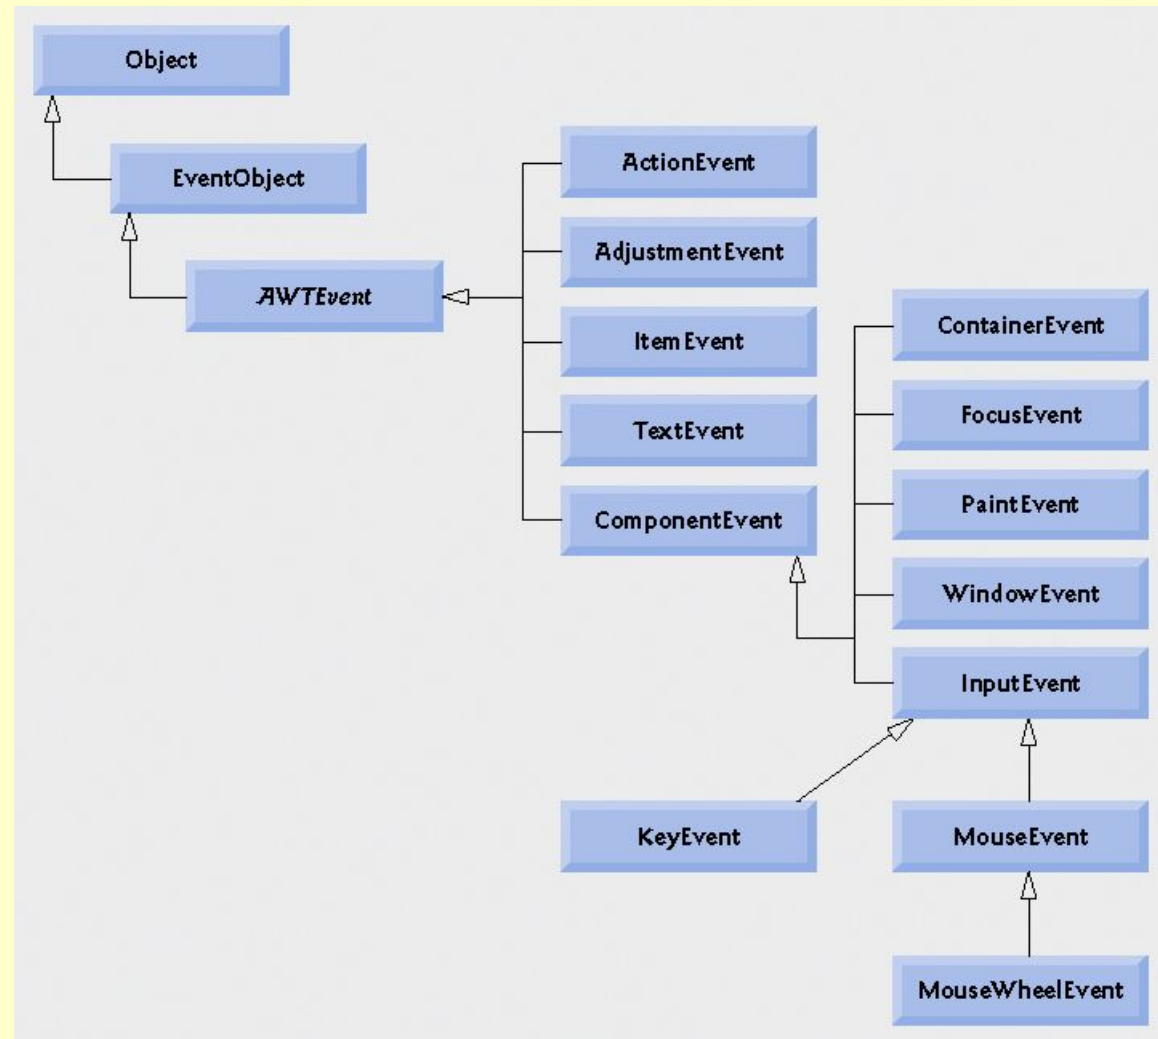 Object
EventObject
AWTEvent
ActionEvent
AdjustmentEvent
ItemEvent
TextEvent
ComponentEvent
ContainerEvent
FocusEvent
PaintEvent
WindowEvent
InputEvent
KeyEvent
MouseEvent
MouseWheelEvent